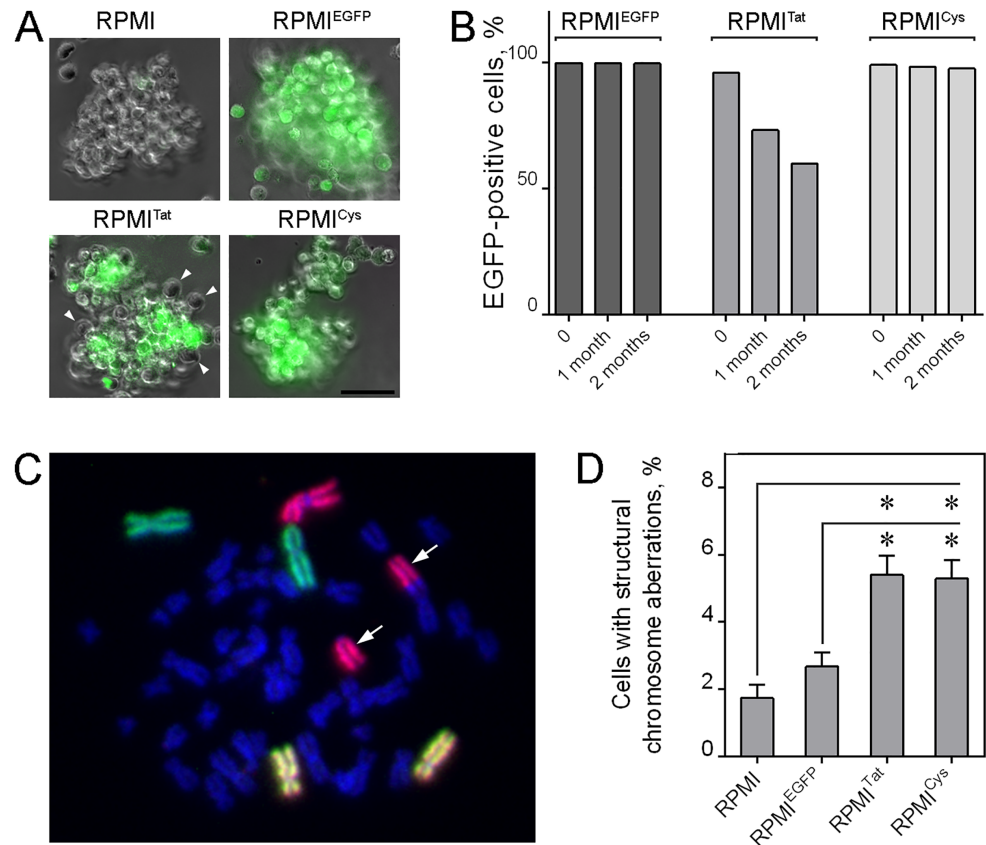 A
RPMI
RPMI^EGFP
RPMI^Tat
RPMI^Cys
B
EGFP-positive cells, %
100
50
0
RPMI^EGFP
RPMI^Tat
RPMI^Cys
0
1 month
2 months
0
1 month
2 months
0
1 month
2 months
C
D
Cells with structural
chromosome aberrations, %
8
6
4
2
0
* *
* *
RPMI
RPMI^EGFP
RPMI^Tat
RPMI^Cys